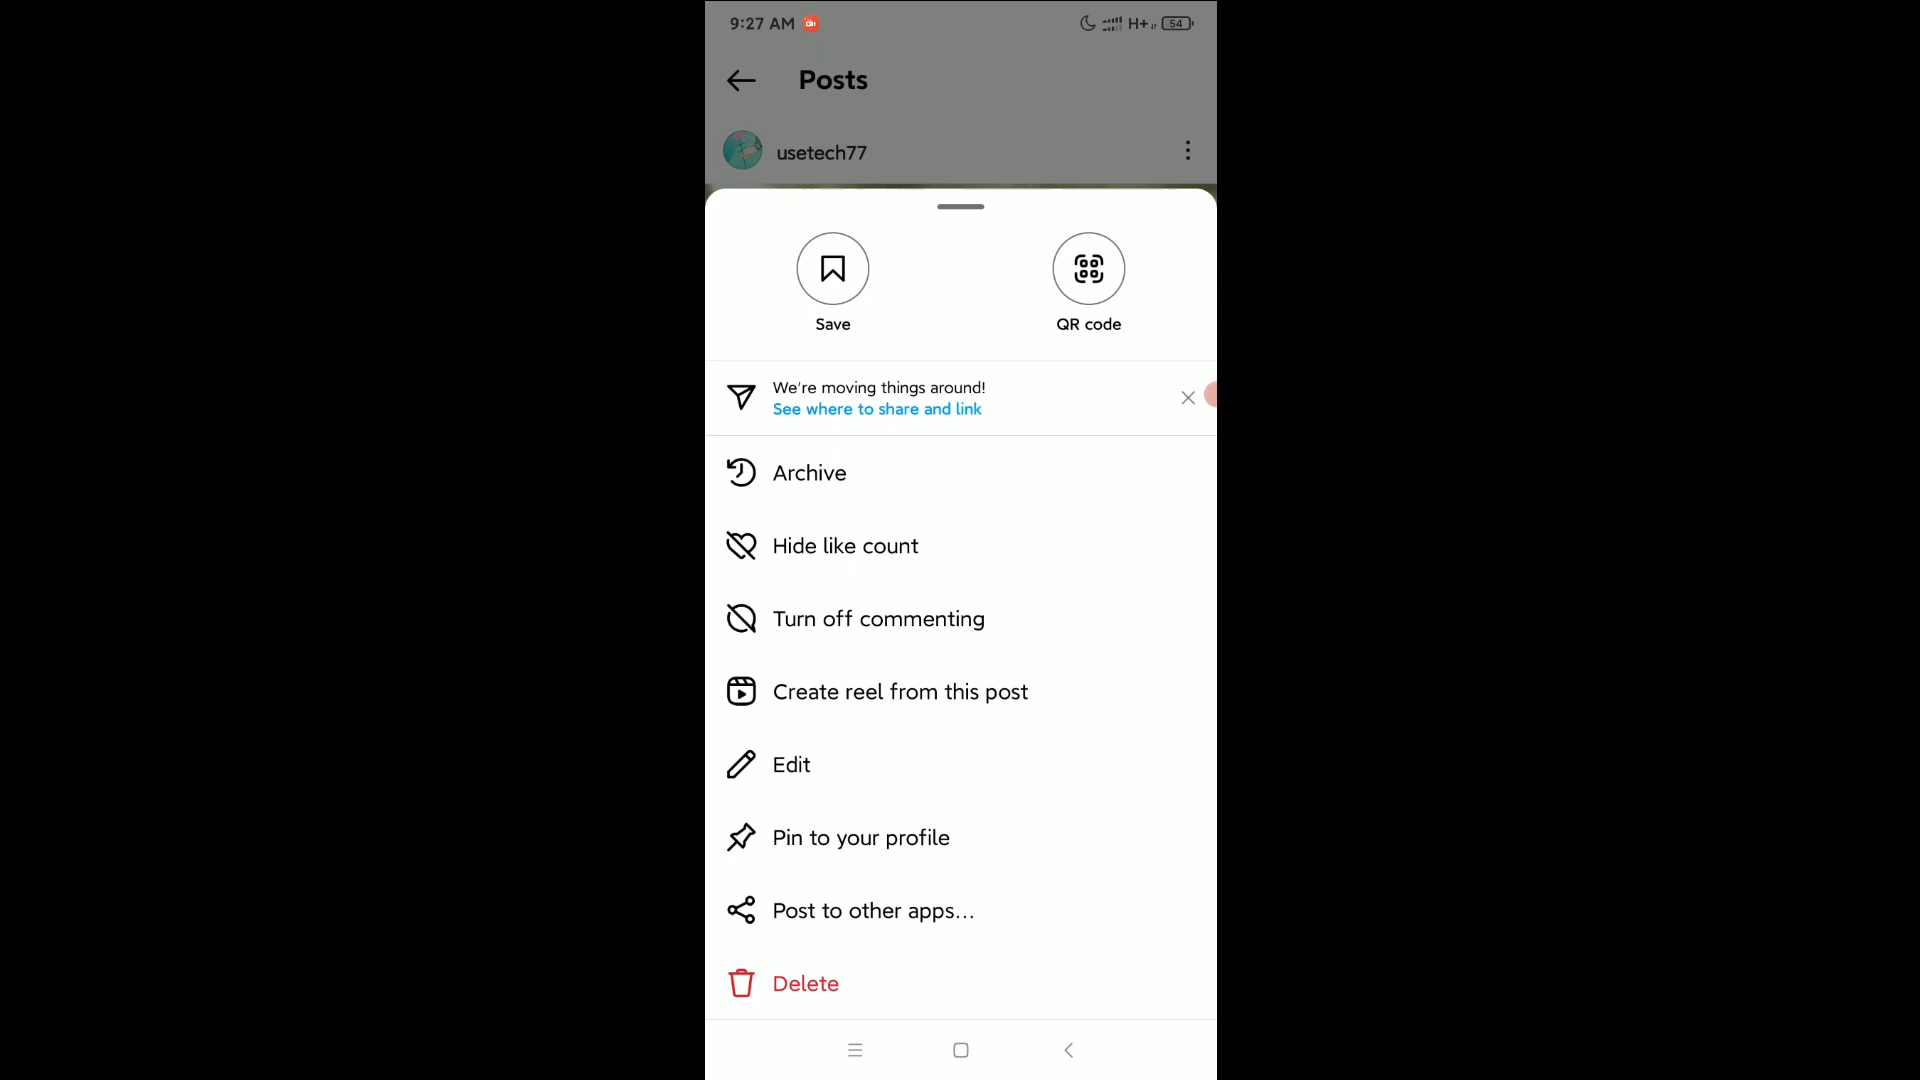 9:27 AM
H+ 54
Posts
usetech77
Save
QR code
We're moving things around!
See where to share and link
Archive
Hide like count
Turn off commenting
Create reel from this post
Edit
Pin to your profile
Post to other apps...
Delete